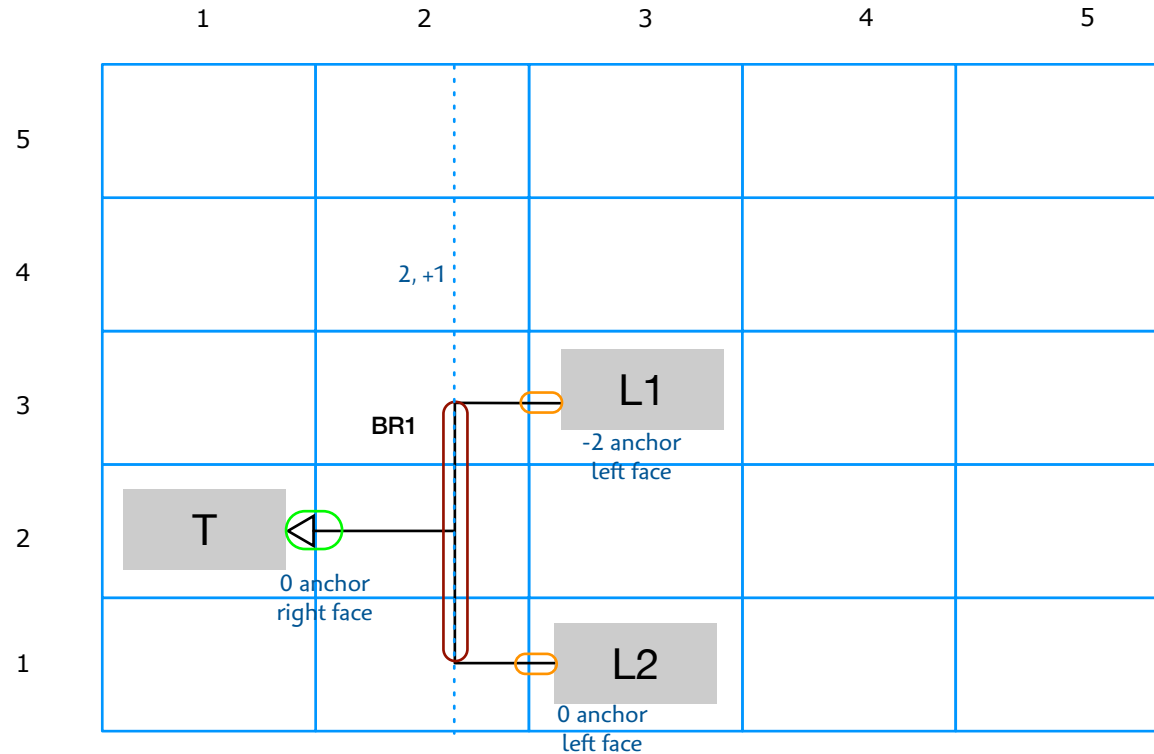 1 2 3 4 5
5
4
2, +1
3
L1
BR1
-2 anchor
left face
2
T
0 anchor
right face
1
L2
0 anchor
left face